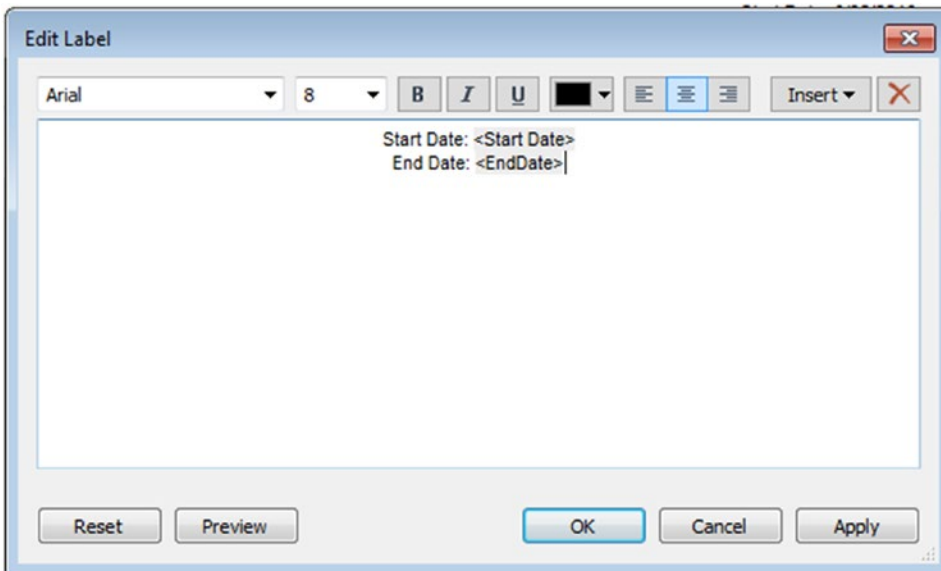 Edit Label
Arial 8 B I U Insert
Start Date: <Start Date>
End Date: <EndDate>
Reset Preview OK Cancel Apply